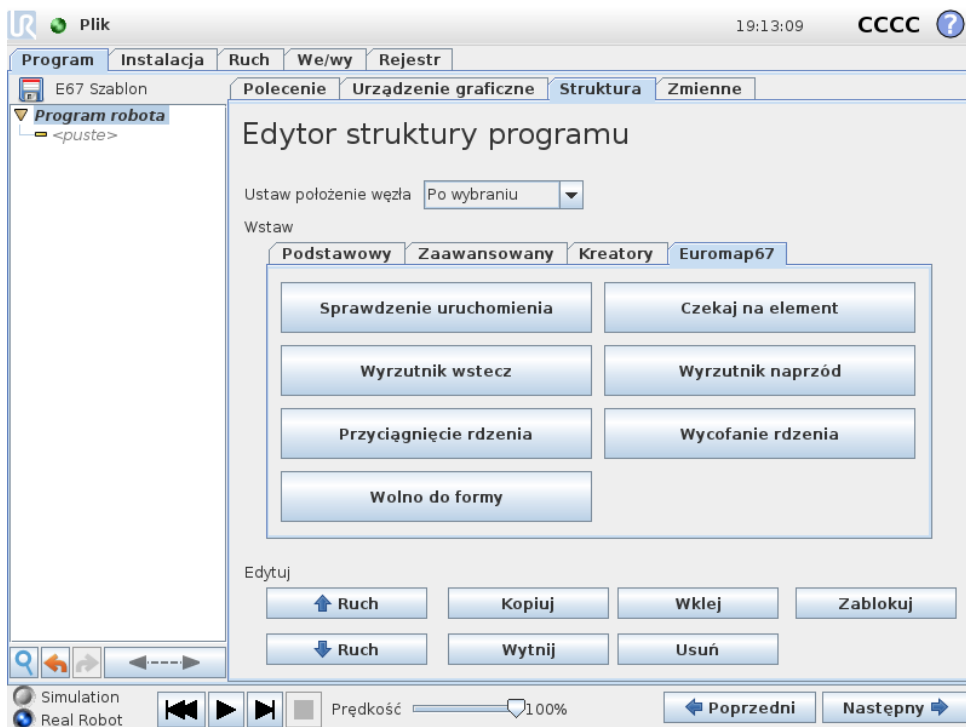 UR Plik 19:13:09 CCCC ?
Program Instalacja Ruch We/wy Rejestr
E67 Szablon
Polecenie Urządzenie graficzne Struktura Zmienne
Program robota
<puste>
Edytor struktury programu
Ustaw położenie węzła Po wybraniu
Wstaw
Podstawowy Zaawansowany Kreatory Euromap67
Sprawdzenie uruchomienia Czekaj na element
Wyrzutnik wstecz Wyrzutnik naprzód
Przyciągnięcie rdzenia Wycofanie rdzenia
Wolno do formy
Edytuj
Ruch Kopiuj Wklej Zablokuj
Ruch Wytnij Usuń
Simulation
Real Robot
Prędkość 100%
Poprzedni Następny